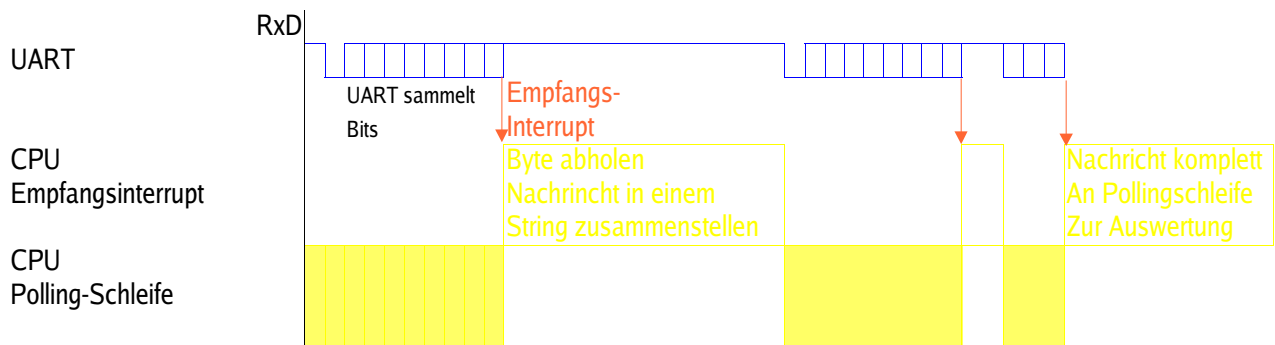 RxD
UART
UART sammelt
Bits
Empfangs-
Interrupt
CPU
Empfangsinterrupt
Byte abholen
Nachrincht in einem
String zusammenstellen
Nachricht komplett
An Pollingschleife
Zur Auswertung
CPU
Polling-Schleife